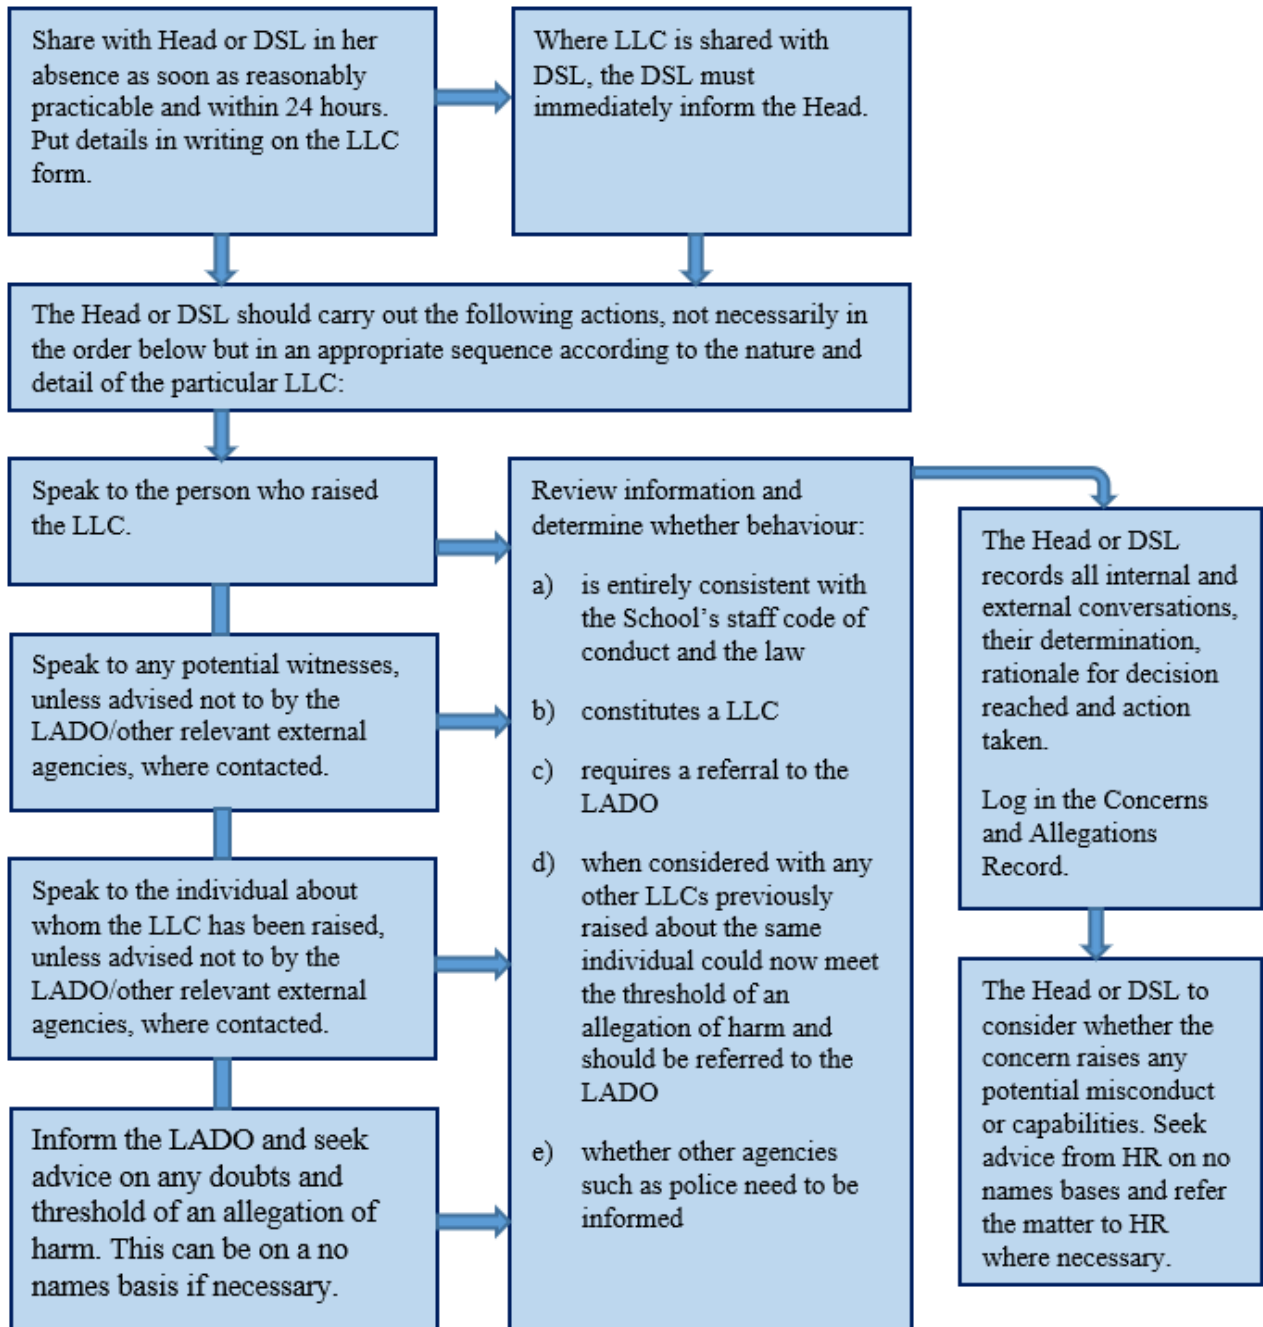 Share with Head or DSL in her
absence as soon as reasonably
practicable and within 24 hours.
Put details in writing on the LLC
form.
Where LLC is shared with
DSL, the DSL must
immediately inform the Head.
The Head or DSL should carry out the following actions, not necessarily in
the order below but in an appropriate sequence according to the nature and
detail of the particular LLC:
Speak to the person who raised
the LLC.
Speak to any potential witnesses,
unless advised not to by the
LADO/other relevant external
agencies, where contacted.
Speak to the individual about
whom the LLC has been raised,
unless advised not to by the
LADO/other relevant external
agencies, where contacted.
Inform the LADO and seek
advice on any doubts and
threshold of an allegation of
harm. This can be on a no
names basis if necessary.
Review information and
determine whether behaviour:
a) is entirely consistent with
the School’s staff code of
conduct and the law
b) constitutes a LLC
c) requires a referral to the
LADO
d) when considered with any
other LLCs previously
raised about the same
individual could now meet
the threshold of an
allegation of harm and
should be referred to the
LADO
e) whether other agencies
such as police need to be
informed
The Head or DSL
records all internal and
external conversations,
their determination,
rationale for decision
reached and action
taken.
Log in the Concerns
and Allegations
Record.
The Head or DSL to
consider whether the
concern raises any
potential misconduct
or capabilities. Seek
advice from HR on no
names bases and refer
the matter to HR
where necessary.